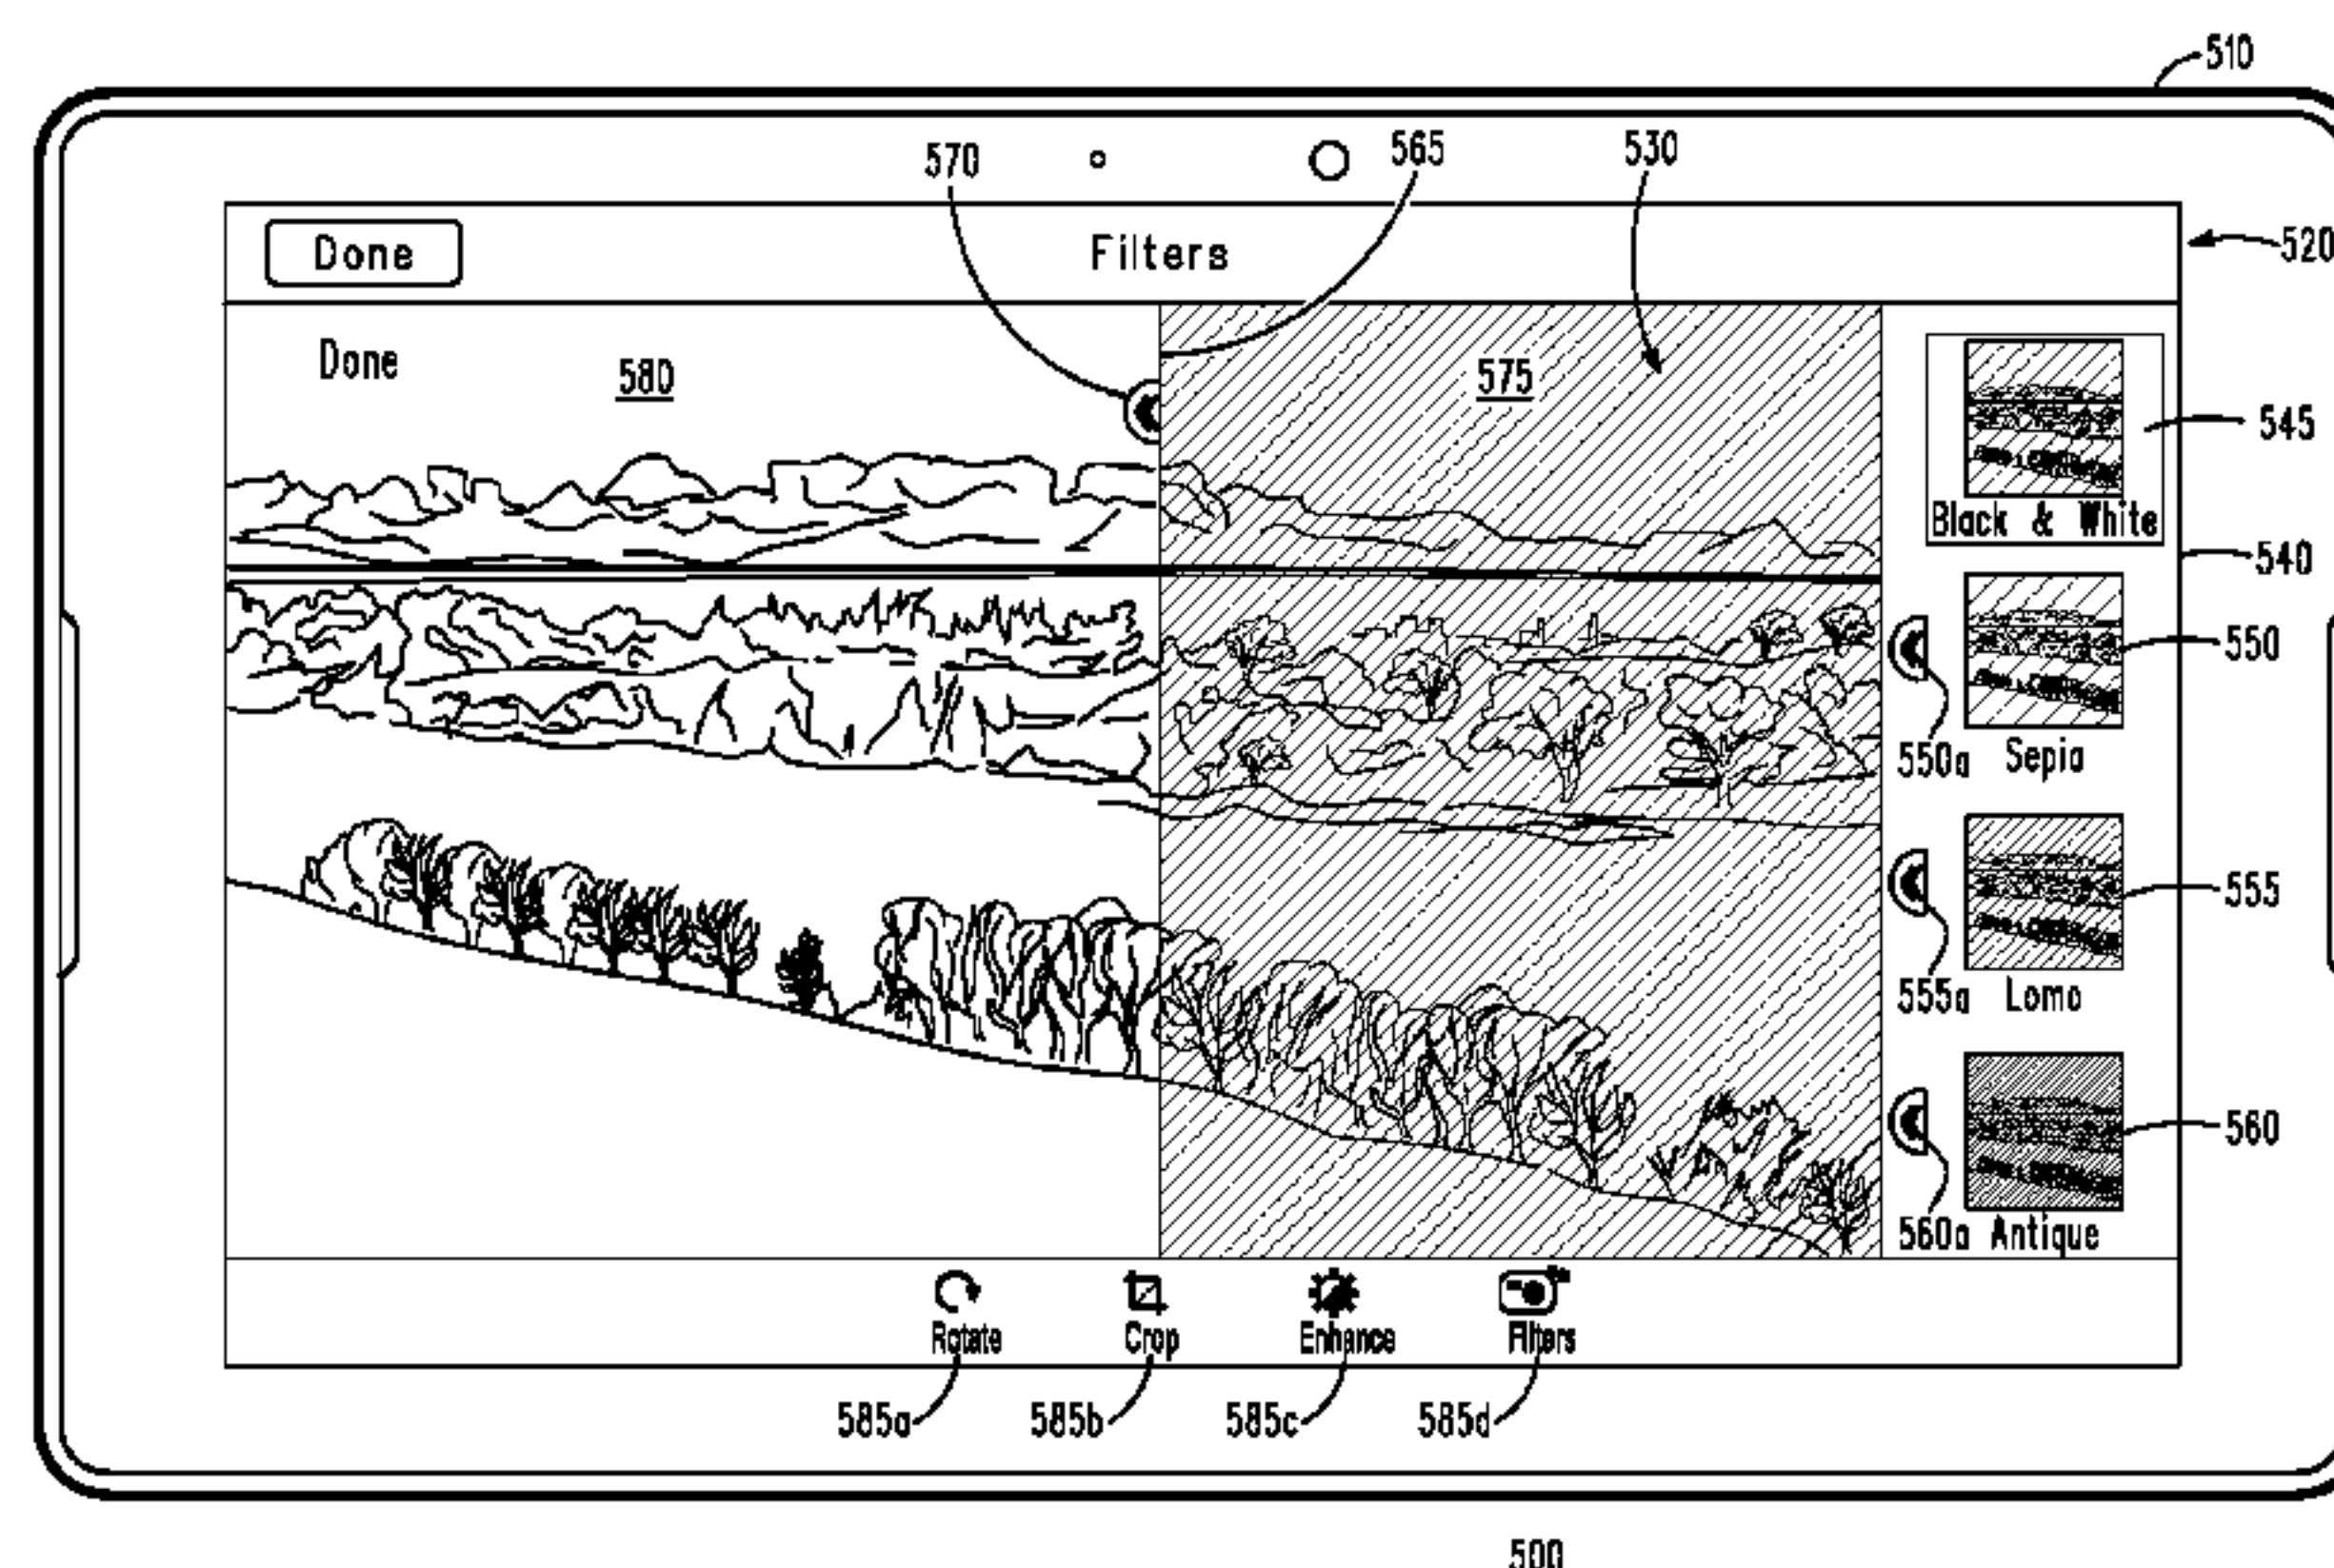 510
570
565
530
Done
Filters
520
Done
580
575
545
Black & White
540
550
550a
Sepia
555
555a
Lomo
560
560a
Antique
Rotate
Crop
Enhance
Filters
585a
585b
585c
585d
500